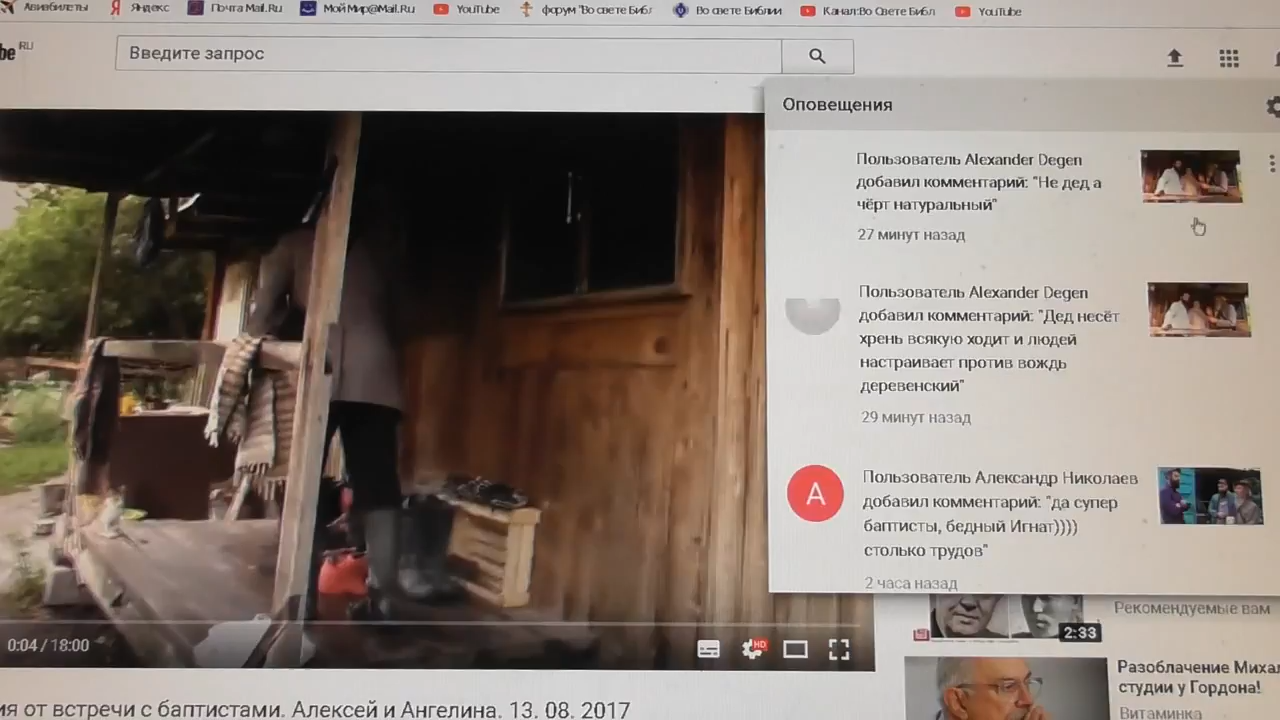 Авиабилеты Яндекс Почта Mail.Ru МойМир@Mail.Ru YouTube форум "Во свете Библ Во свете Библии Канал:Во Свете Библ YouTube
be RU
Введите запрос
Оповещения
Пользователь Alexander Degen
добавил комментарий: "Не дед а
чёрт натуральный"
27 минут назад
Пользователь Alexander Degen
добавил комментарий: "Дед несёт
хрень всякую ходит и людей
настраивает против вождь
деревенский"
29 минут назад
А
Пользователь Александр Николаев
добавил комментарий: "да супер
баптисты, бедный Игнат))))
столько трудов"
2 часа назад
0:04 / 18:00
HD
2:33
Рекомендуемые вам
Разоблачение Михал
студии у Гордона!
Витаминка
ия от встречи с баптистами. Алексей и Ангелина. 13. 08. 2017